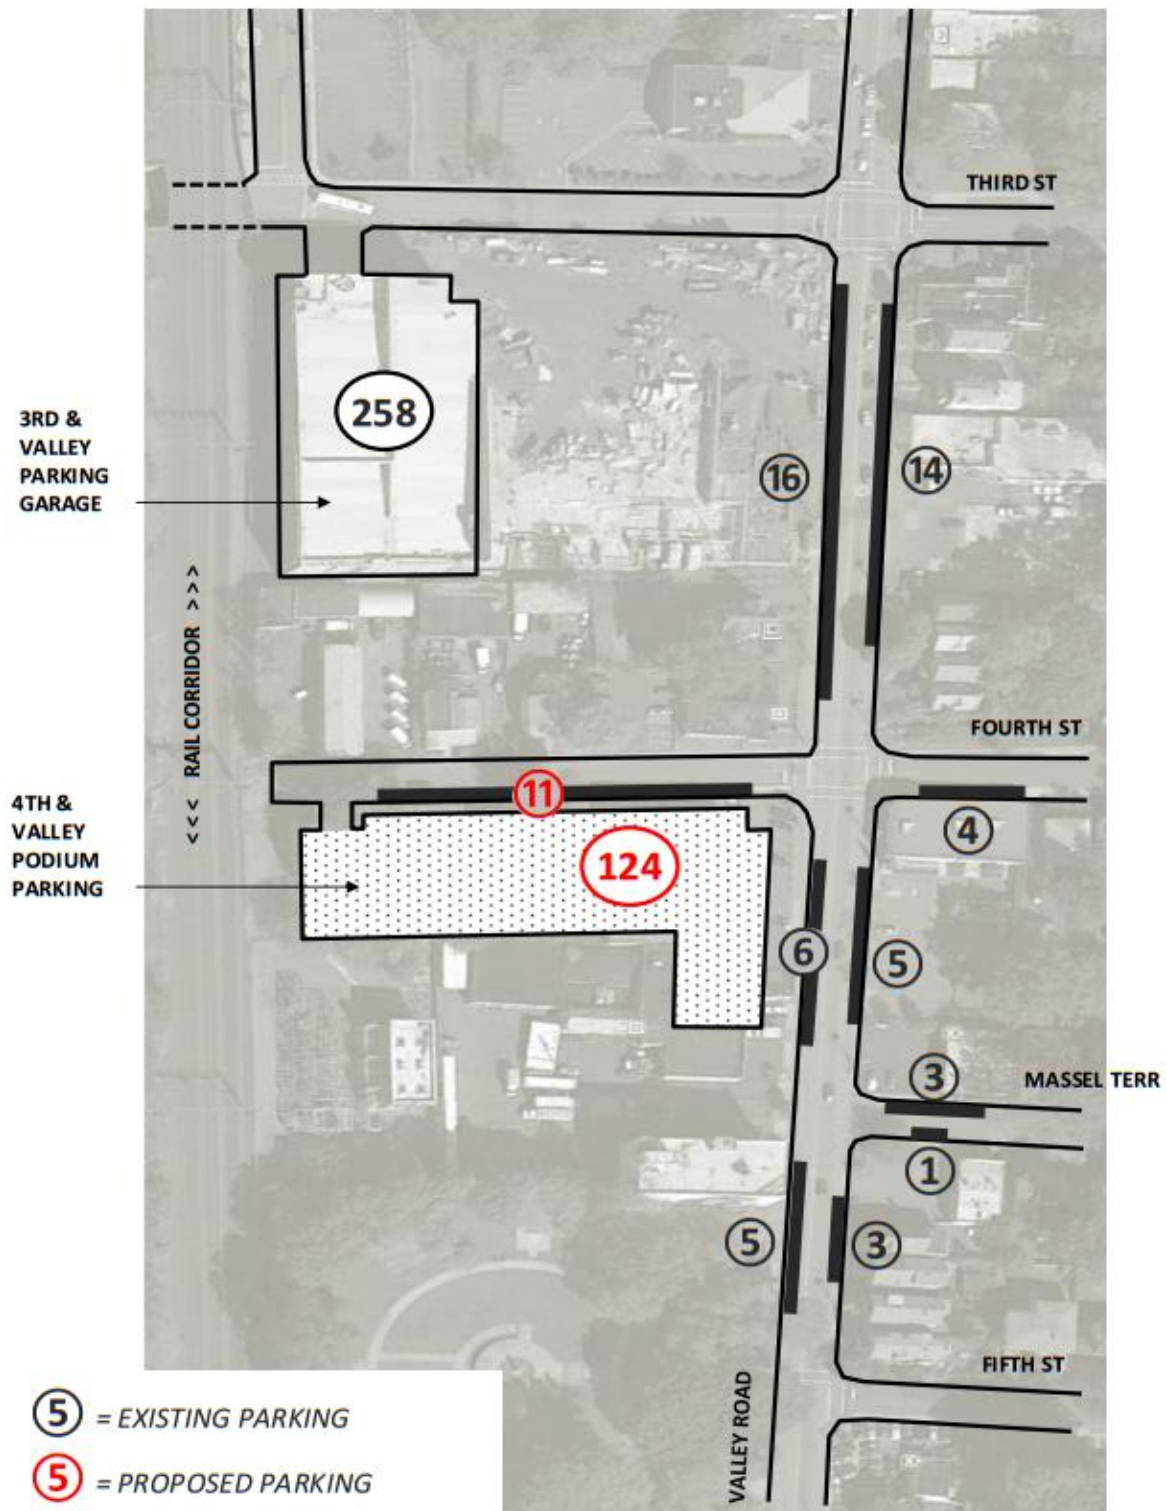 THIRD ST
258
3RD &
VALLEY
PARKING
GARAGE
16
14
<<< RAIL CORRIDOR >>>
FOURTH ST
11
4TH &
VALLEY
PODIUM
PARKING
124
4
6
5
3
MASSEL TERR
1
5
3
FIFTH ST
VALLEY ROAD
5 = EXISTING PARKING
5 = PROPOSED PARKING